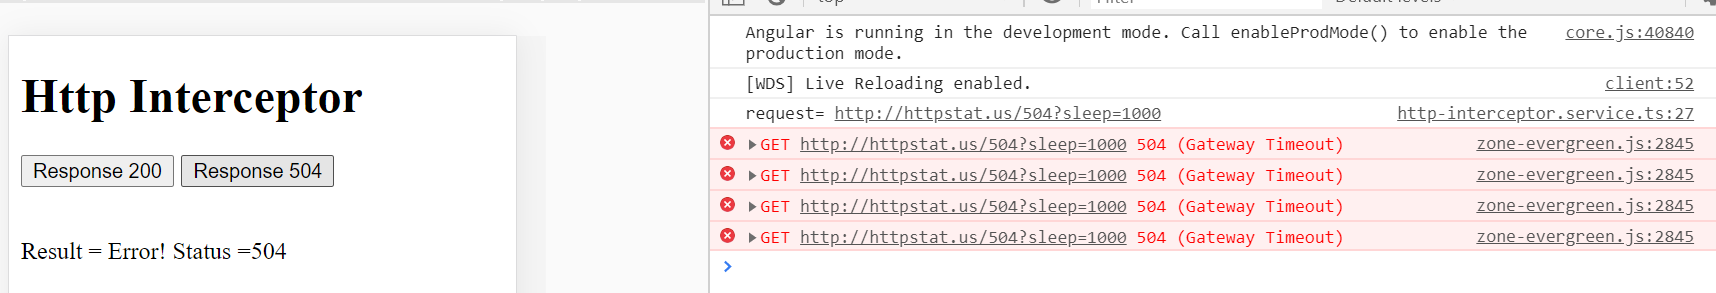 top
Filter
Default levels
Http Interceptor
Response 200 Response 504
Result = Error! Status =504
Angular is running in the development mode. Call enableProdMode() to enable the core.js:40840
production mode.
[WDS] Live Reloading enabled. client:52
request= http://httpstat.us/504?sleep=1000 http-interceptor.service.ts:27
GET http://httpstat.us/504?sleep=1000 504 (Gateway Timeout) zone-evergreen.js:2845
GET http://httpstat.us/504?sleep=1000 504 (Gateway Timeout) zone-evergreen.js:2845
GET http://httpstat.us/504?sleep=1000 504 (Gateway Timeout) zone-evergreen.js:2845
GET http://httpstat.us/504?sleep=1000 504 (Gateway Timeout) zone-evergreen.js:2845